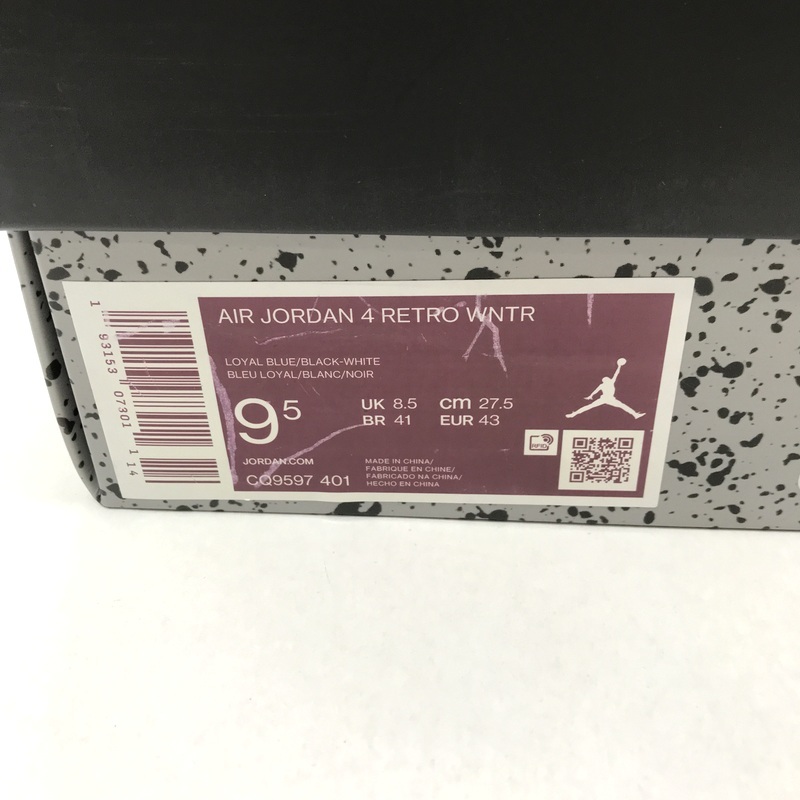 AIR JORDAN 4 RETRO WNTR
LOYAL BLUE/BLACK-WHITE
BLEU LOYAL/BLANC/NOIR
9⁵
UK 8.5 cm 27.5
BR 41 EUR 43
RFID
JORDAN.COM
CQ9597 401
MADE IN CHINA/
FABRIQUE EN CHINE/
FABRICADO NA CHINA/
HECHO EN CHINA
1 93153 07301 1 4